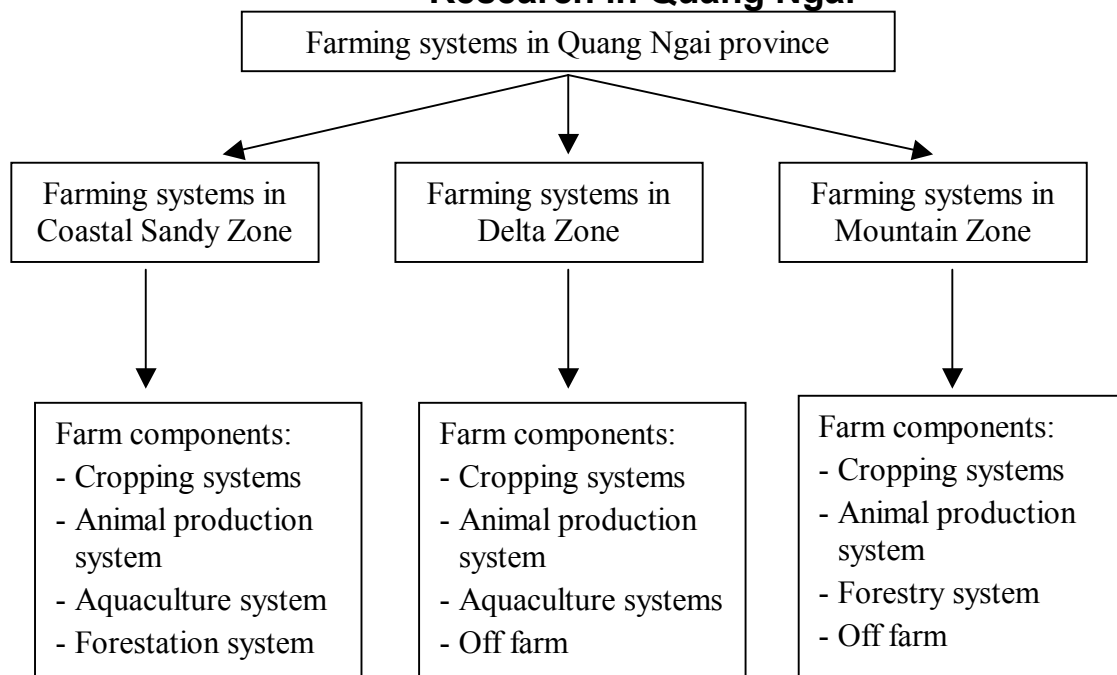 Research in Quang Ngai
Farming systems in Quang Ngai province
Farming systems in
Coastal Sandy Zone
Farming systems in
Delta Zone
Farming systems in
Mountain Zone
Farm components:
- Cropping systems
- Animal production
system
- Aquaculture system
- Forestation system
Farm components:
- Cropping systems
- Animal production
system
- Aquaculture systems
- Off farm
Farm components:
- Cropping systems
- Animal production
system
- Forestry system
- Off farm